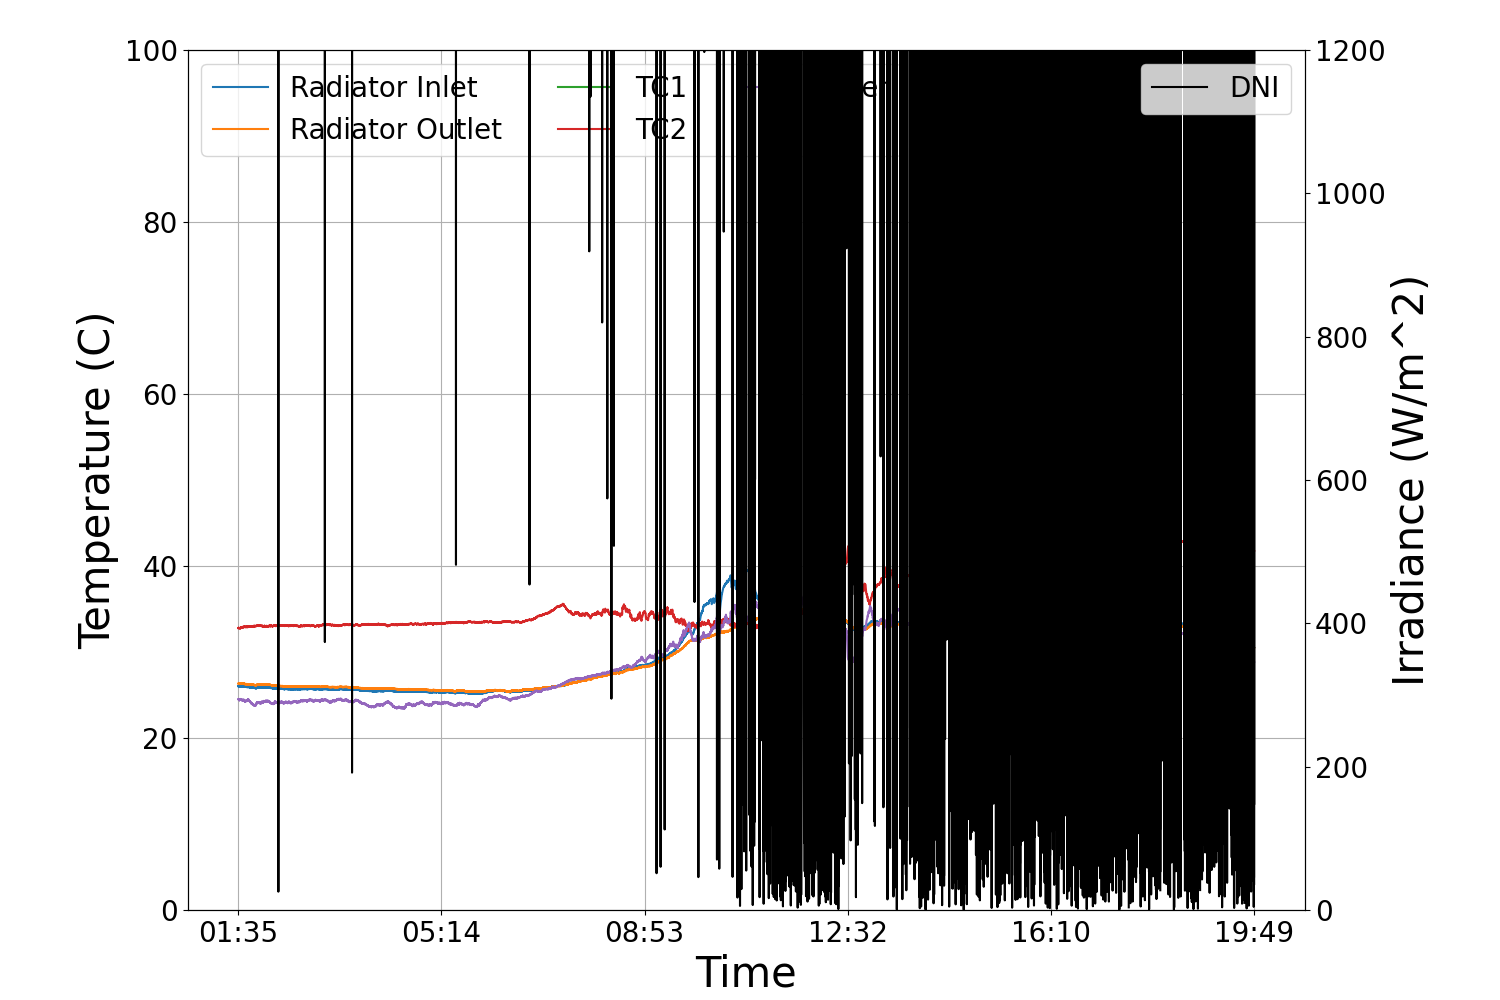 100
80
60
40
20
0
Temperature (C)
Radiator Inlet
Radiator Outlet
TC1
TC2
DNI
1200
1000
800
600
400
200
0
Irradiance (W/m^2)
01:35 05:14 08:53 12:32 16:10 19:49
Time